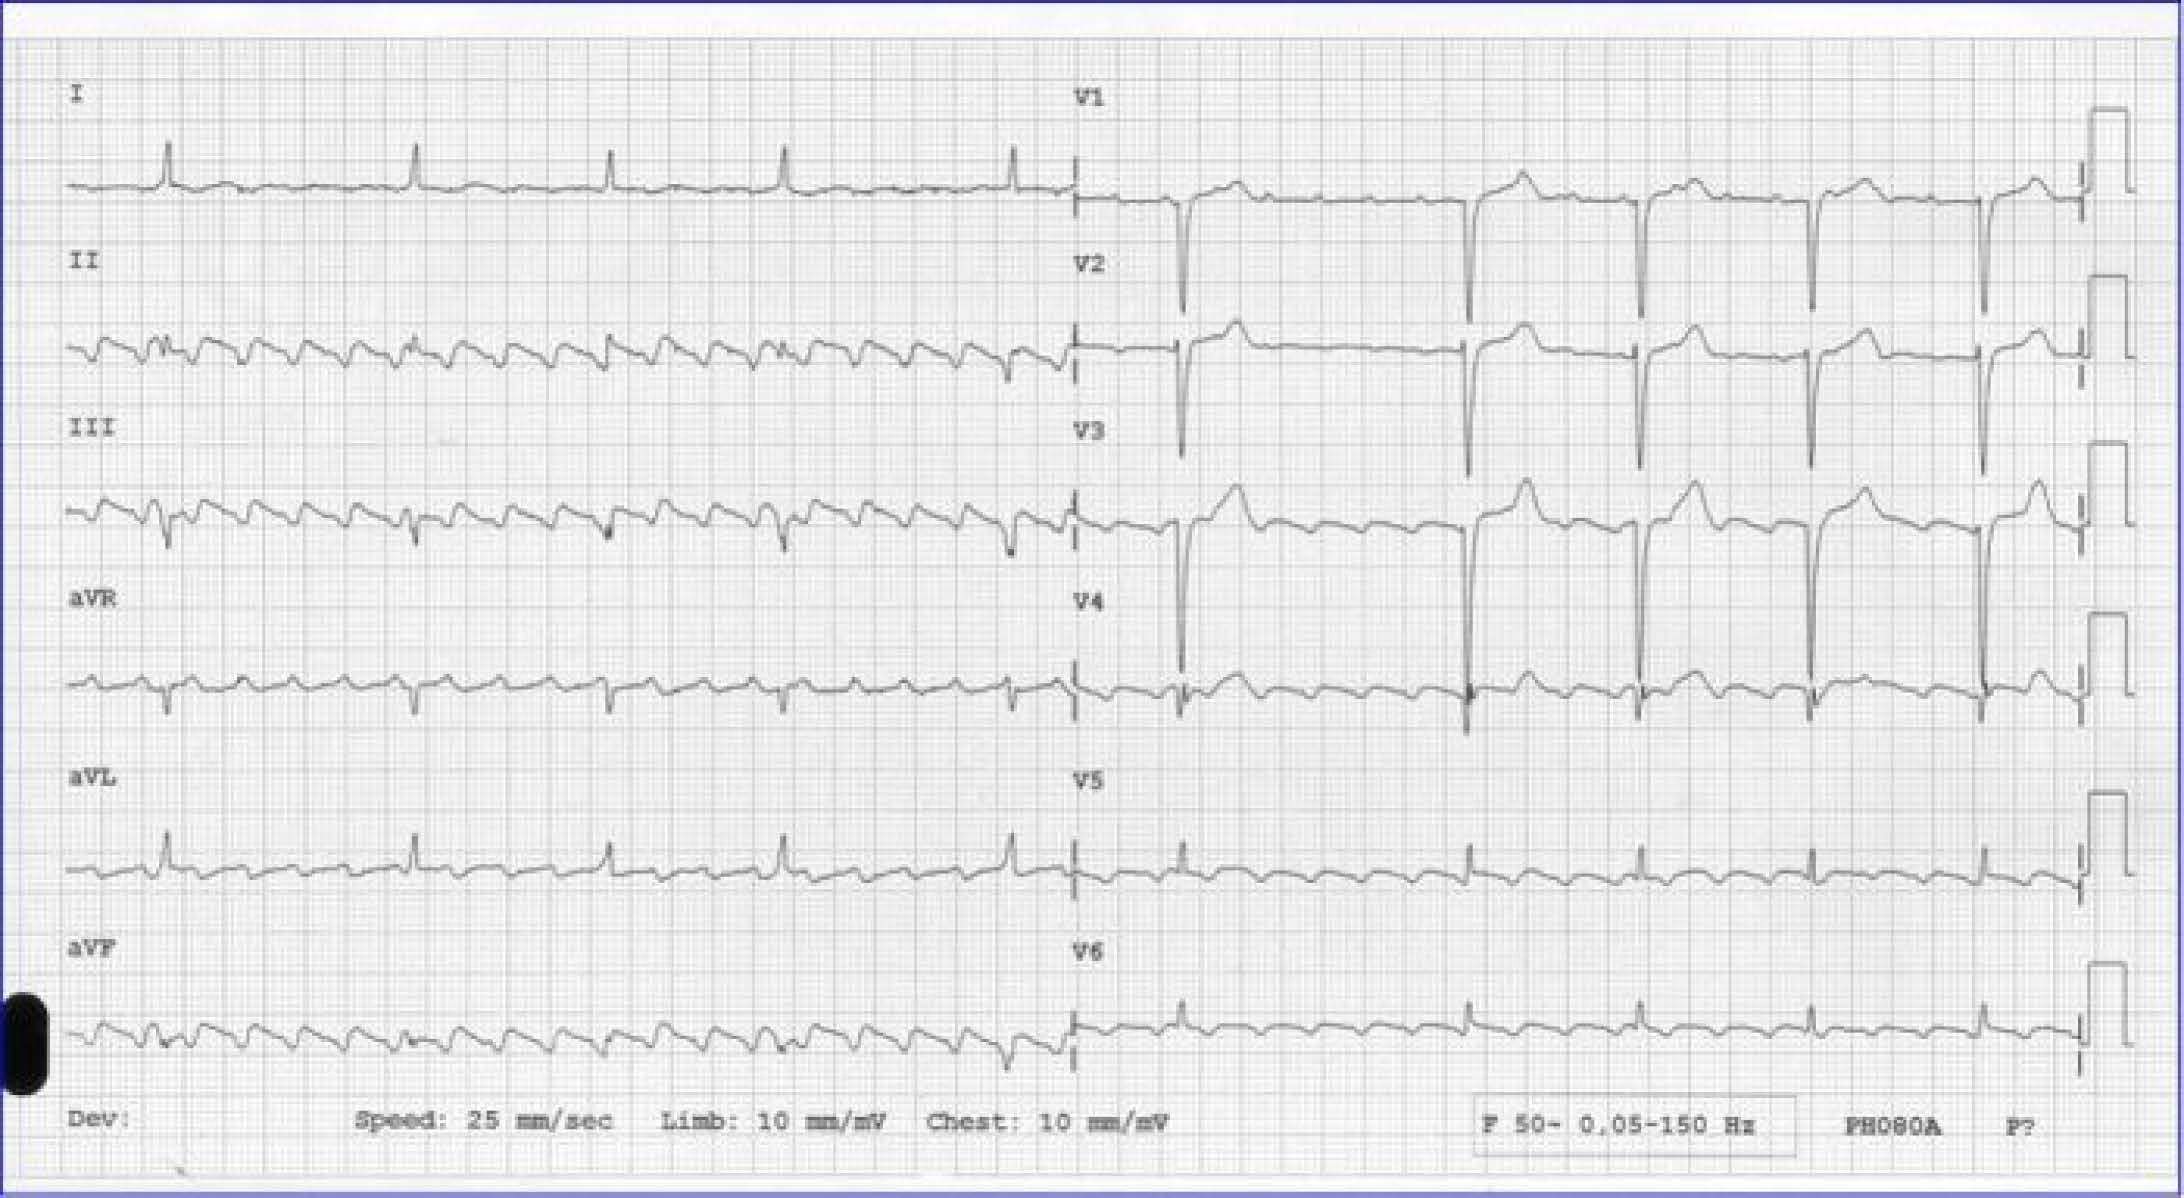 I
V1
II
V2
III
V3
aVR
V4
aVL
V5
aVF
V6
Dev: Speed: 25 mm/sec Limb: 10 mm/mV Chest: 10 mm/mV F 50~ 0,05-150 Hz PH080A P?